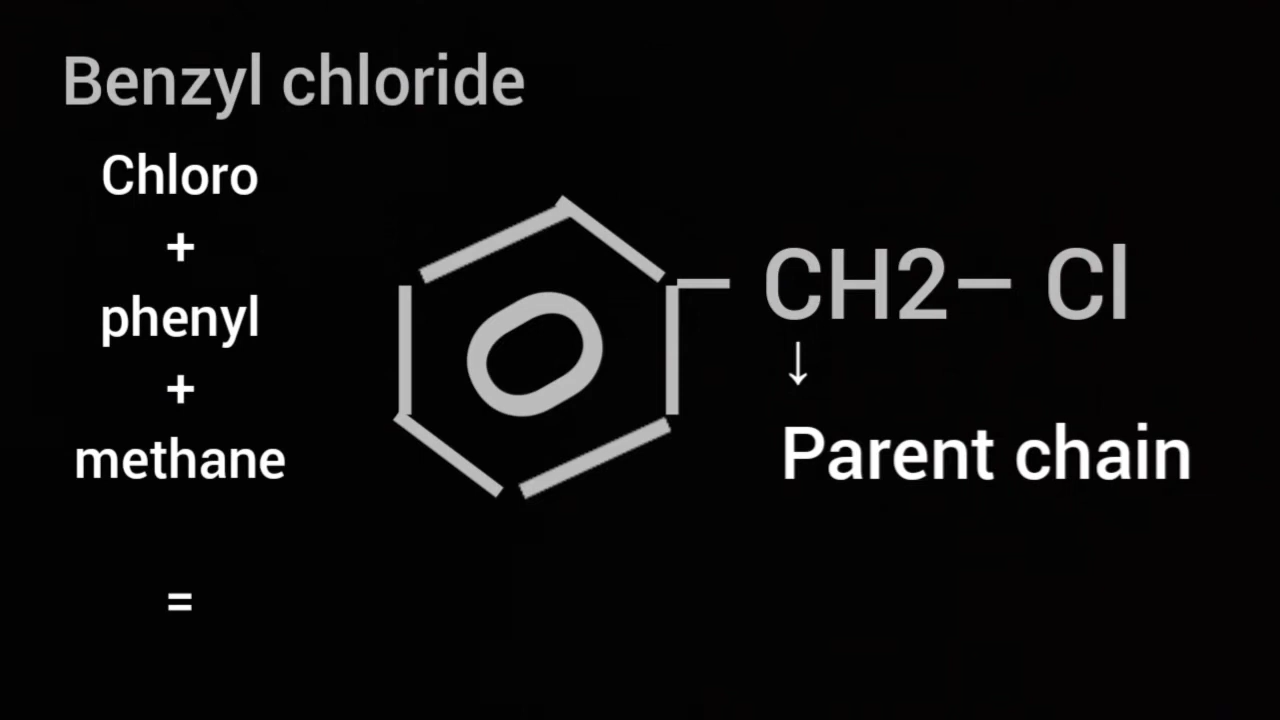 Benzyl chloride
Chloro
+
phenyl
+
methane
=
– CH2– Cl
↓
Parent chain